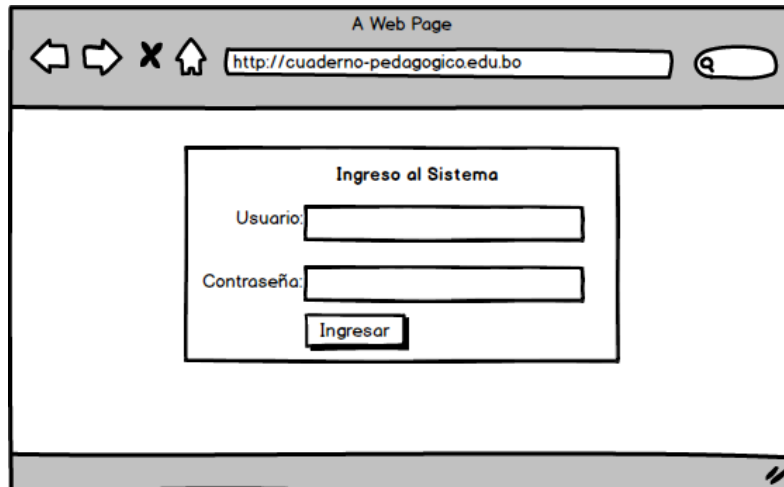 A Web Page
http://cuaderno-pedagogico.edu.bo
Ingreso al Sistema
Usuario:
Contraseña:
Ingresar